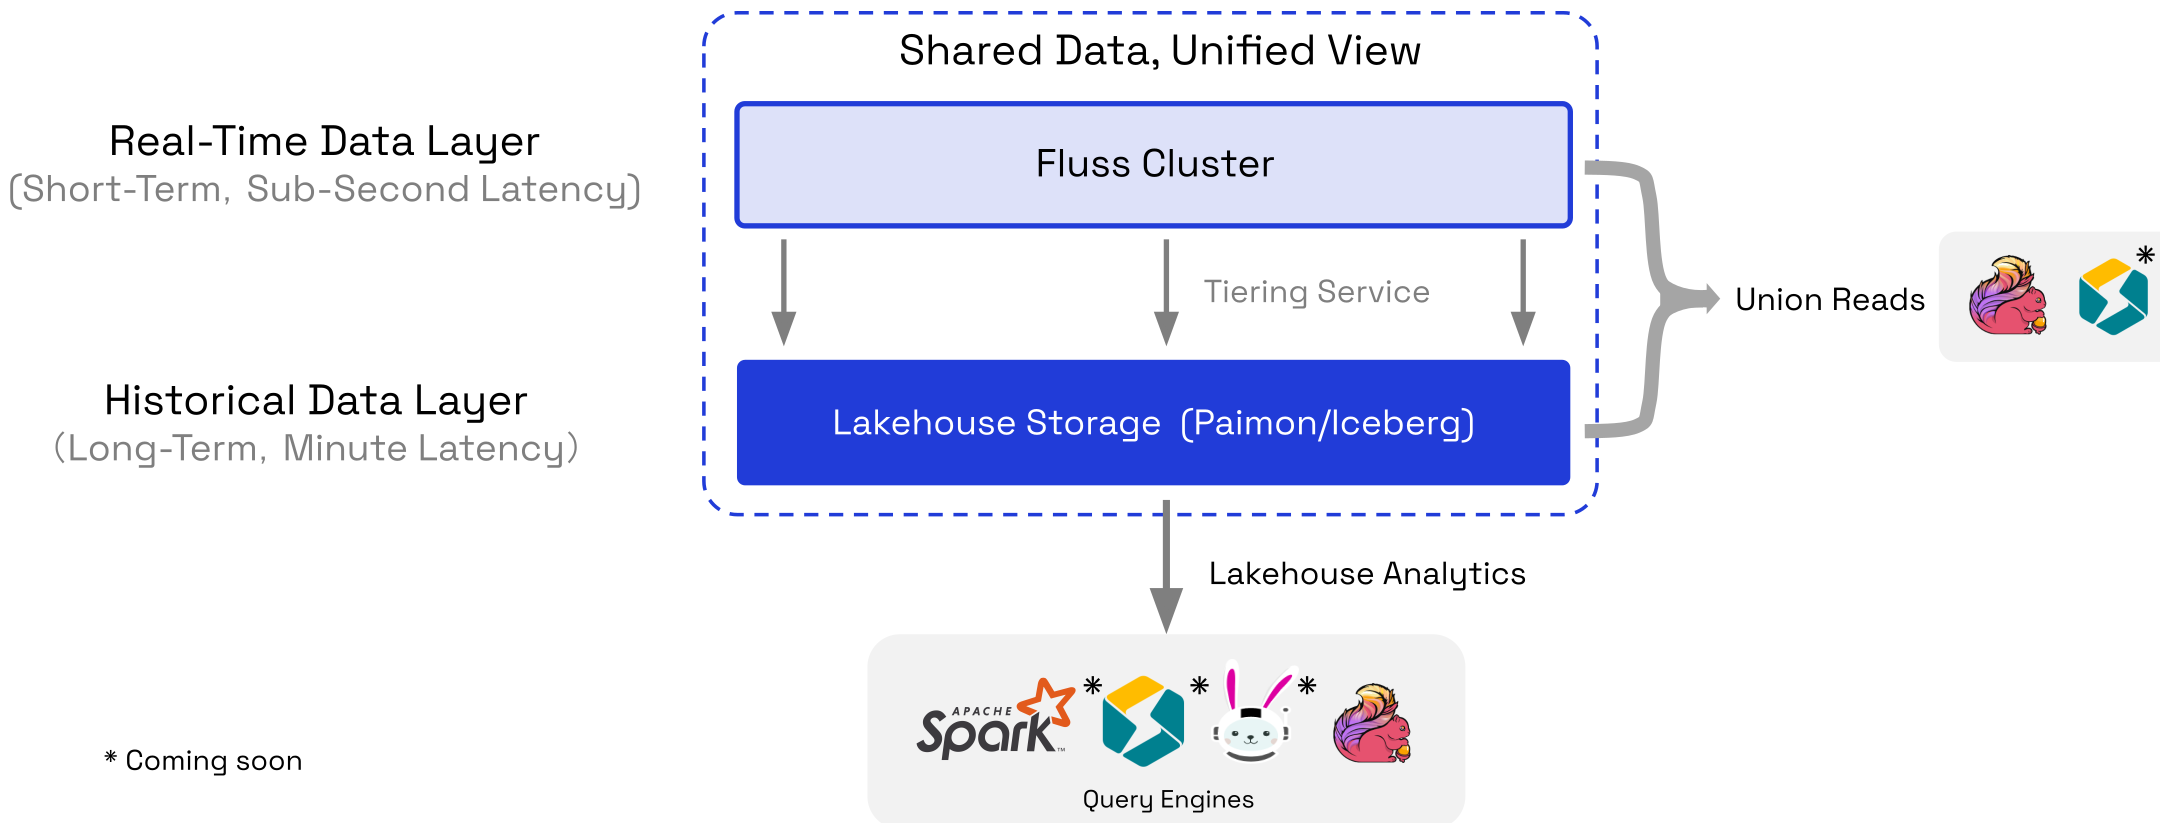 Shared Data, Unified View
Real-Time Data Layer
(Short-Term, Sub-Second Latency)
Fluss Cluster
Tiering Service
Union Reads
*
Historical Data Layer
(Long-Term, Minute Latency)
Lakehouse Storage (Paimon/Iceberg)
Lakehouse Analytics
APACHE
Spark™ * * *
Query Engines
* Coming soon